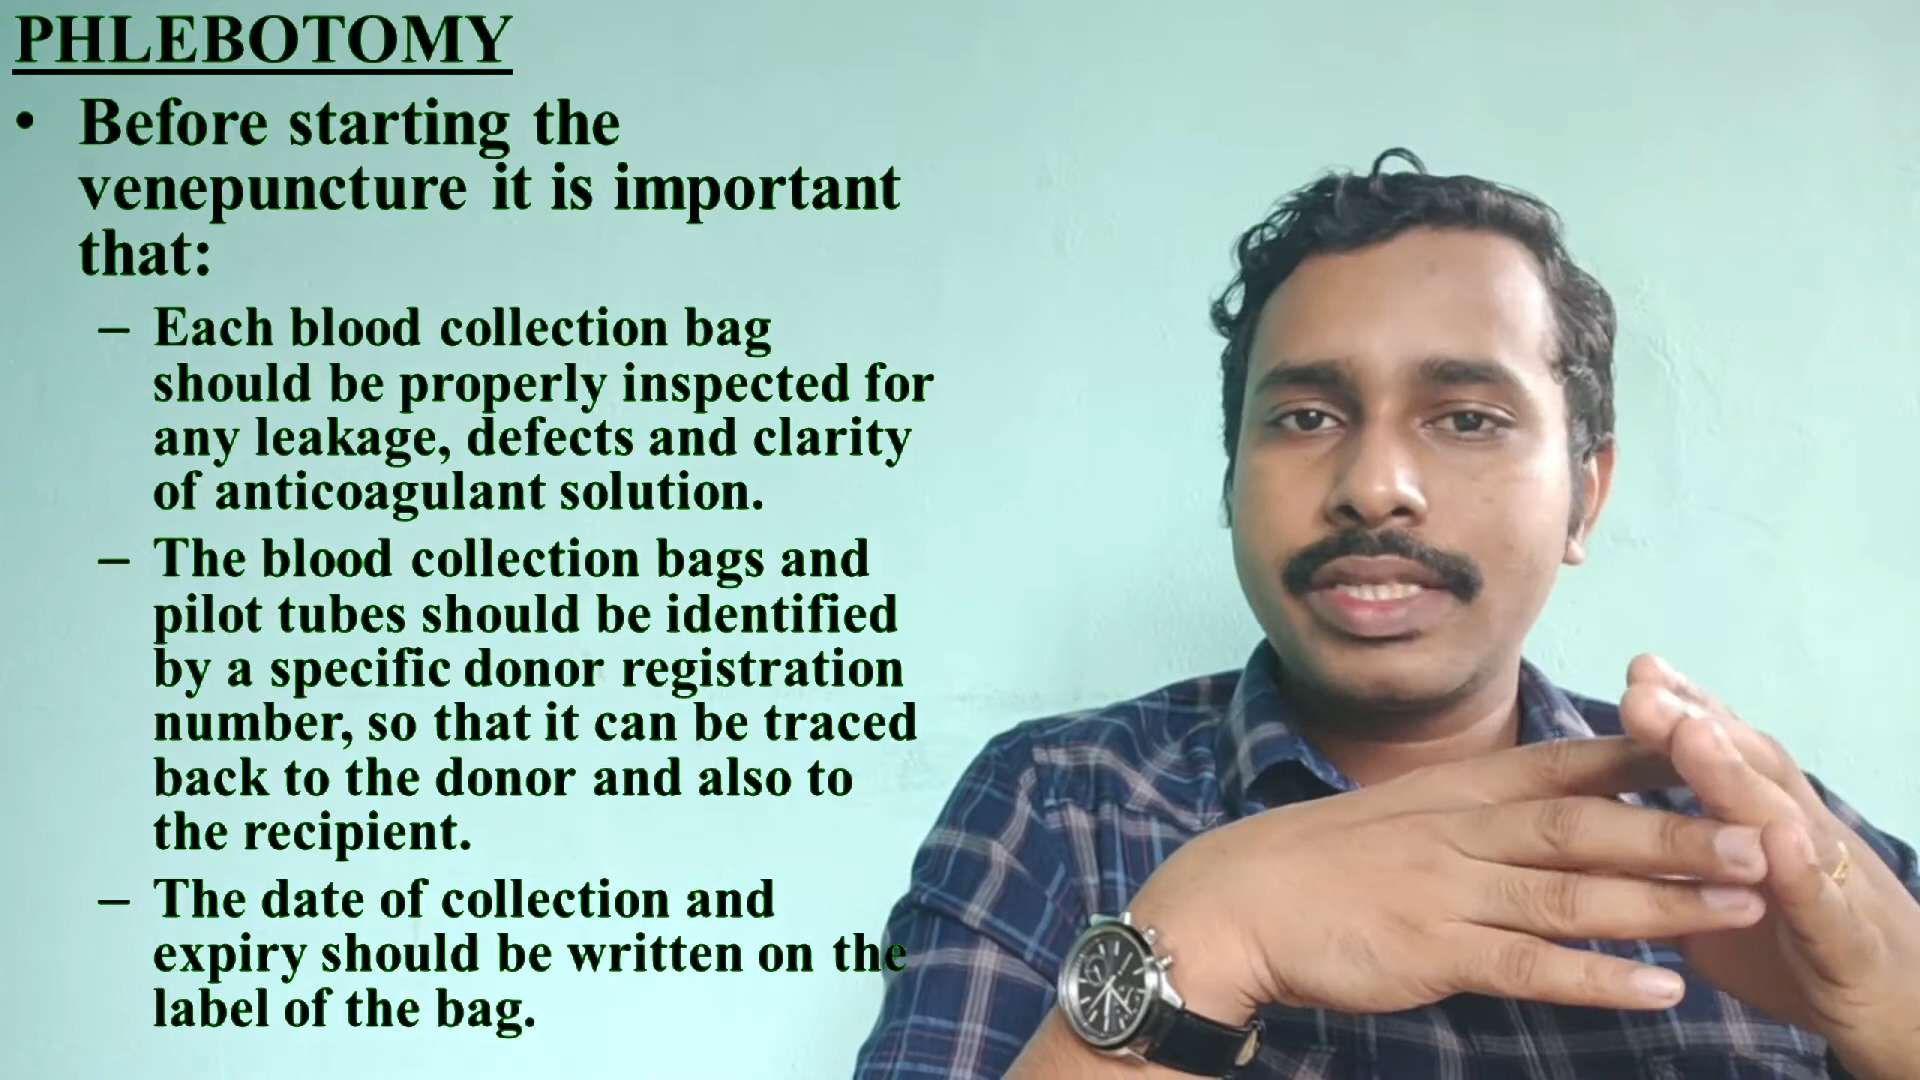 PHLEBOTOMY
• Before starting the
venepuncture it is important
that:
– Each blood collection bag
should be properly inspected for
any leakage, defects and clarity
of anticoagulant solution.
– The blood collection bags and
pilot tubes should be identified
by a specific donor registration
number, so that it can be traced
back to the donor and also to
the recipient.
– The date of collection and
expiry should be written on the
label of the bag.